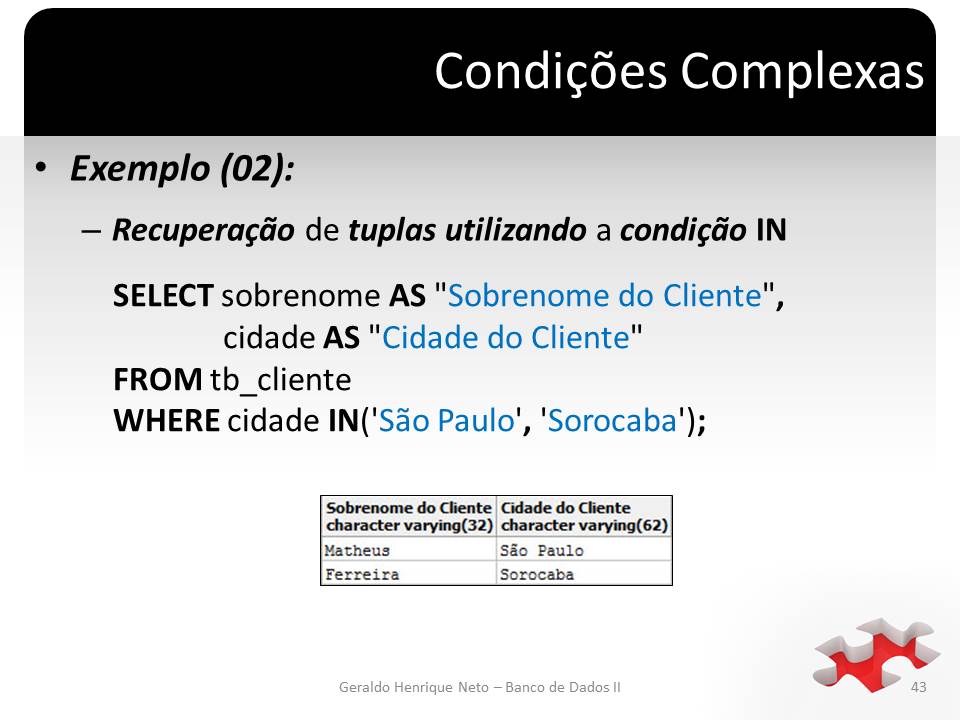 Condições Complexas
• Exemplo (02):
– Recuperação de tuplas utilizando a condição IN
SELECT sobrenome AS "Sobrenome do Cliente",
cidade AS "Cidade do Cliente"
FROM tb_cliente
WHERE cidade IN('São Paulo', 'Sorocaba');
Sobrenome do Cliente Cidade do Cliente
character varying(32) character varying(62)
Matheus São Paulo
Ferreira Sorocaba
Geraldo Henrique Neto – Banco de Dados II 43